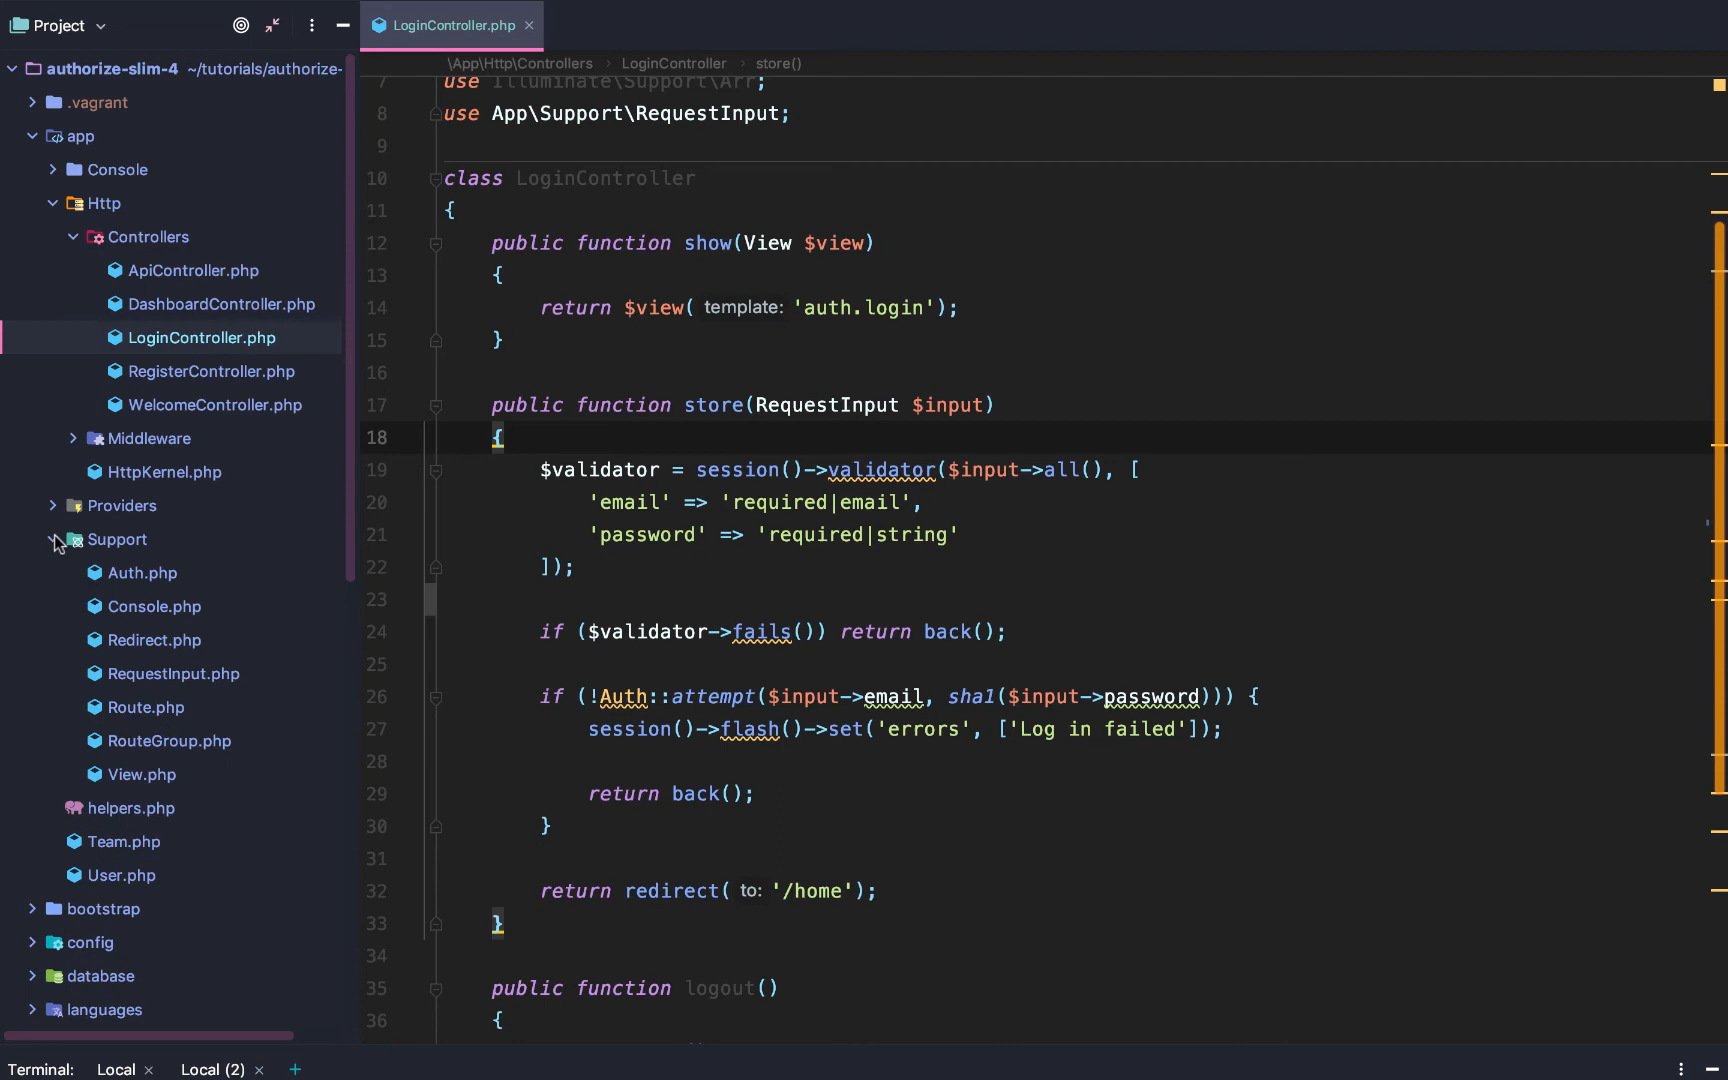 Project
LoginController.php
authorize-slim-4 ~/tutorials/authorize-
.vagrant
app
Console
Http
Controllers
ApiController.php
DashboardController.php
LoginController.php
RegisterController.php
WelcomeController.php
Middleware
HttpKernel.php
Providers
Support
Auth.php
Console.php
Redirect.php
RequestInput.php
Route.php
RouteGroup.php
View.php
helpers.php
Team.php
User.php
bootstrap
config
database
languages
\App\Http\Controllers › LoginController › store()
7 use Illuminate\Support\Arr;
8 use App\Support\RequestInput;
9
10 class LoginController
11 {
12 public function show(View $view)
13 {
14 return $view( template: 'auth.login');
15 }
16
17 public function store(RequestInput $input)
18 {
19 $validator = session()->validator($input->all(), [
20 'email' => 'required|email',
21 'password' => 'required|string'
22 ]);
23
24 if ($validator->fails()) return back();
25
26 if (!Auth::attempt($input->email, sha1($input->password))) {
27 session()->flash()->set('errors', ['Log in failed']);
28
29 return back();
30 }
31
32 return redirect( to: '/home');
33 }
34
35 public function logout()
36 {
Terminal: Local × Local (2) × +